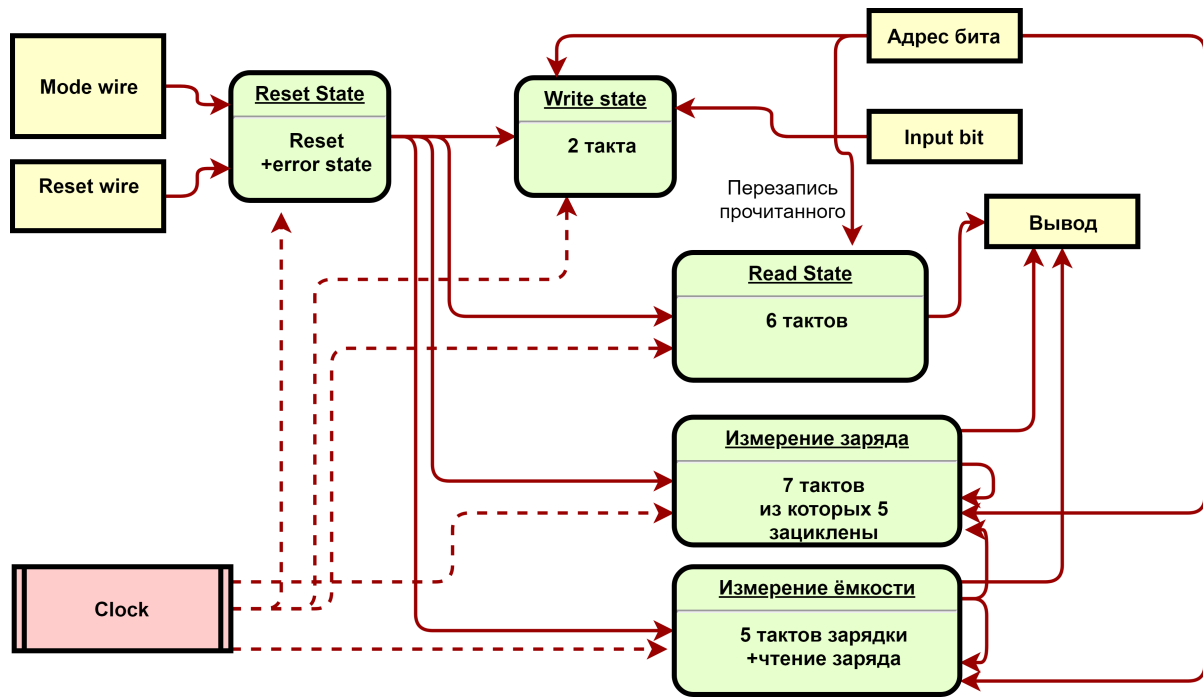 Адрес бита
Mode wire
Reset State
Reset
+error state
Write state
2 такта
Input bit
Reset wire
Перезапись
прочитанного
Вывод
Read State
6 тактов
Измерение заряда
7 тактов
из которых 5
зациклены
Clock
Измерение ёмкости
5 тактов зарядки
+чтение заряда